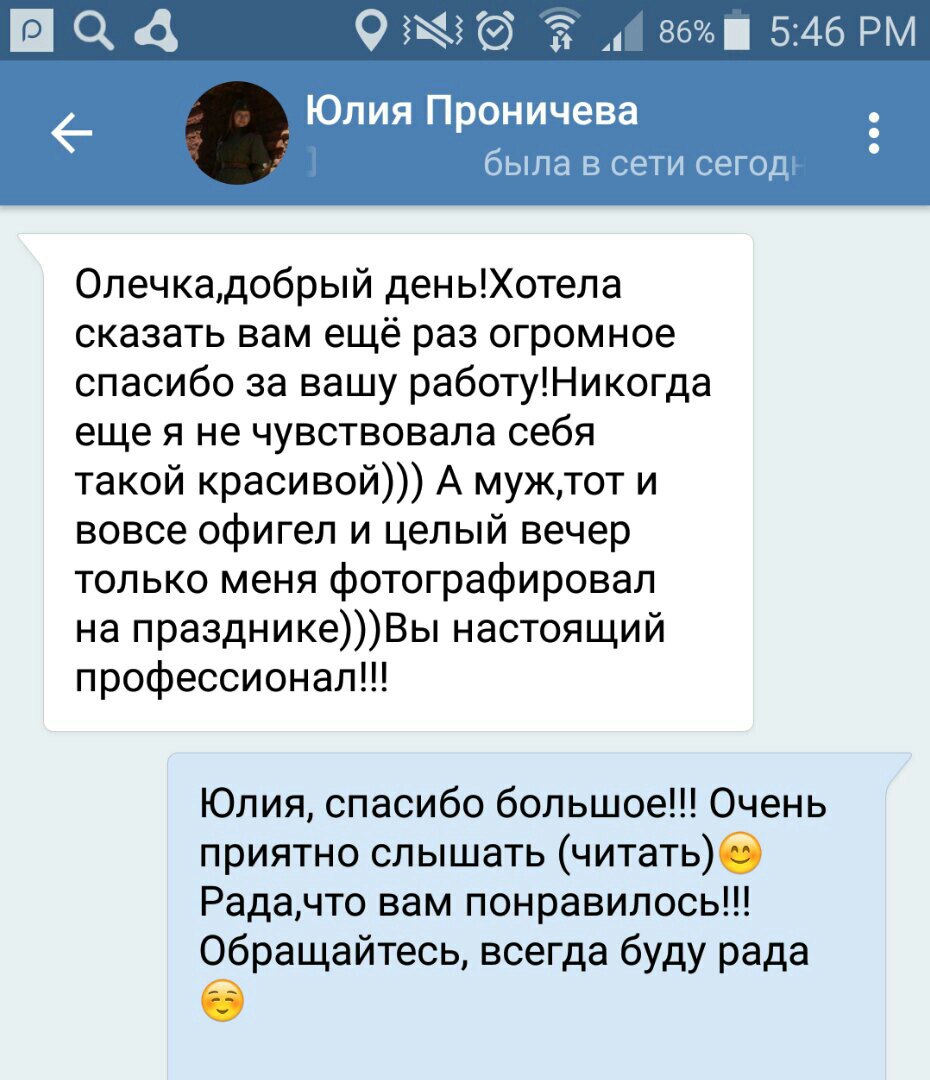 86% 5:46 PM
Юлия Проничева
была в сети сегод
Олечка,добрый день!Хотела
сказать вам ещё раз огромное
спасибо за вашу работу!Никогда
еще я не чувствовала себя
такой красивой))) А муж,тот и
вовсе офигел и целый вечер
только меня фотографировал
на празднике)))Вы настоящий
профессионал!!!
Юлия, спасибо большое!!! Очень
приятно слышать (читать)😊
Рада,что вам понравилось!!!
Обращайтесь, всегда буду рада
☺️